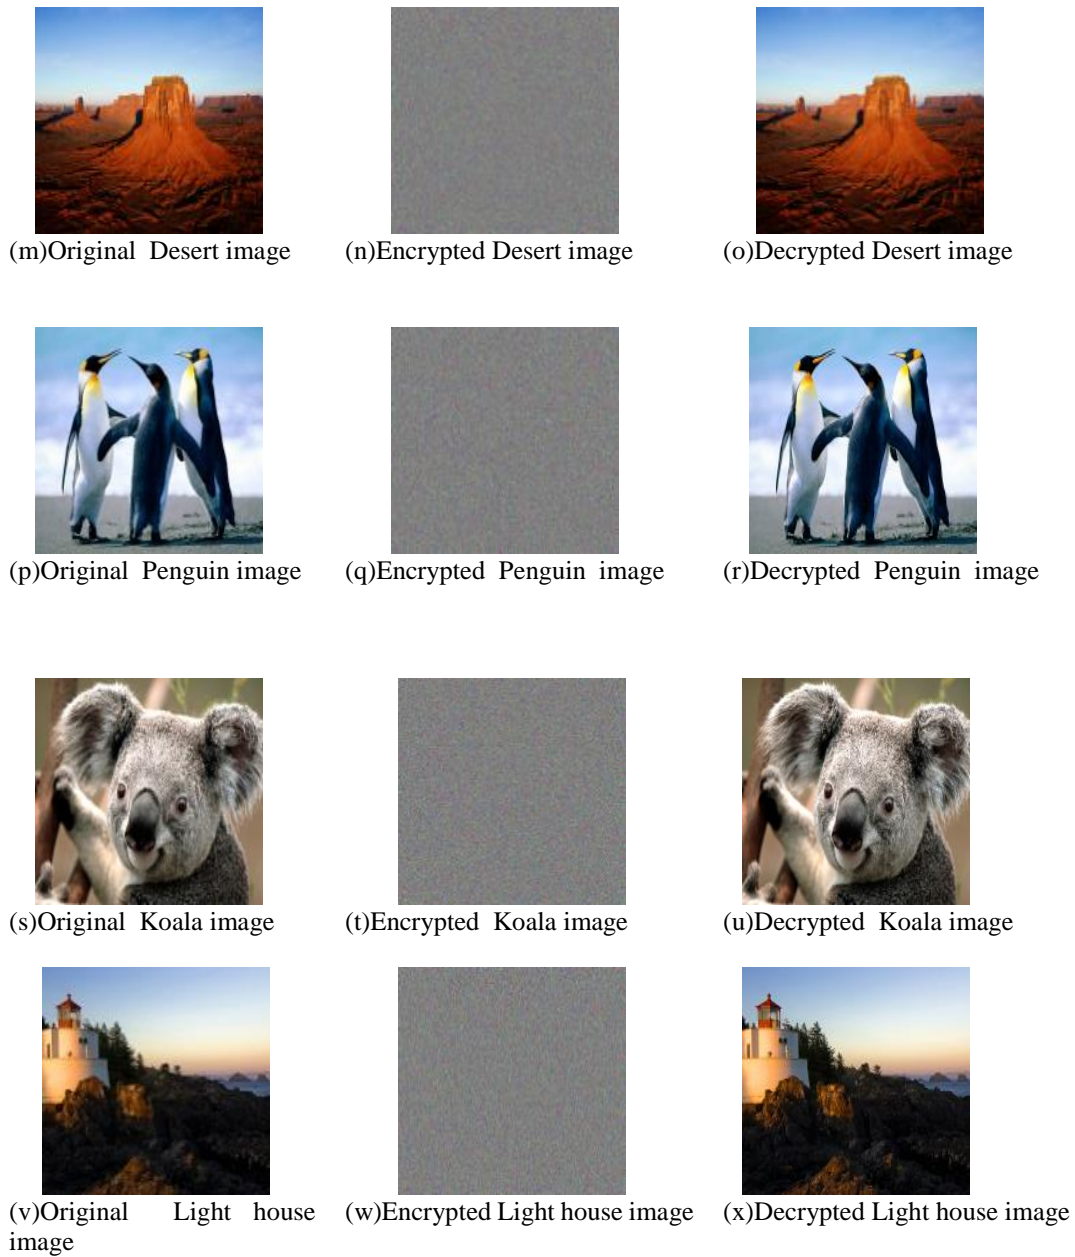 (m)Original Desert image
(n)Encrypted Desert image
(o)Decrypted Desert image
(p)Original Penguin image
(q)Encrypted Penguin image
(r)Decrypted Penguin image
(s)Original Koala image
(t)Encrypted Koala image
(u)Decrypted Koala image
(v)Original Light house
image
(w)Encrypted Light house image
(x)Decrypted Light house image